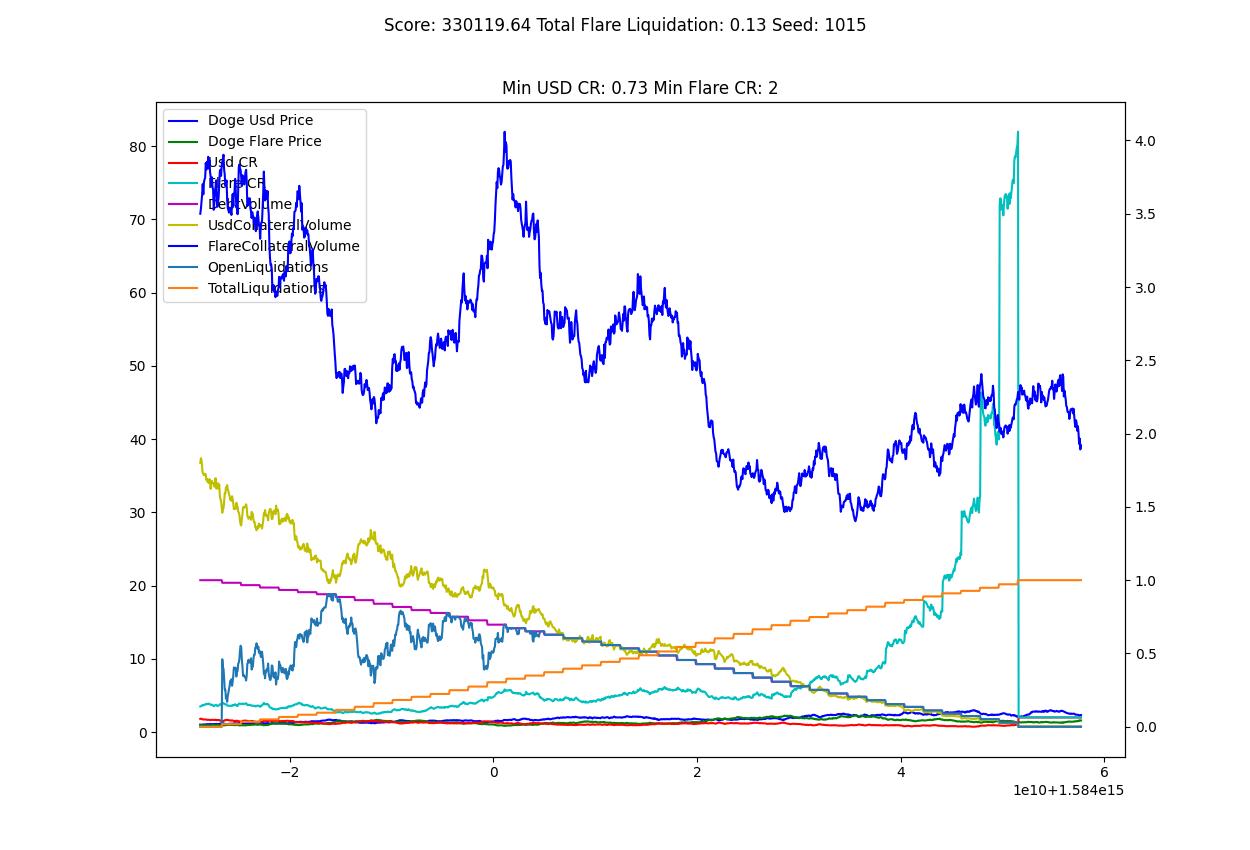 Score: 330119.64 Total Flare Liquidation: 0.13 Seed: 1015
Min USD CR: 0.73 Min Flare CR: 2
Doge Usd Price
Doge Flare Price
Usd CR
Flare CR
DebtVolume
UsdCollateralVolume
FlareCollateralVolume
OpenLiquidations
TotalLiquidations
80
70
60
50
40
30
20
10
0
4.0
3.5
3.0
2.5
2.0
1.5
1.0
0.5
0.0
−2
0
2
4
6
1e10+1.584e15